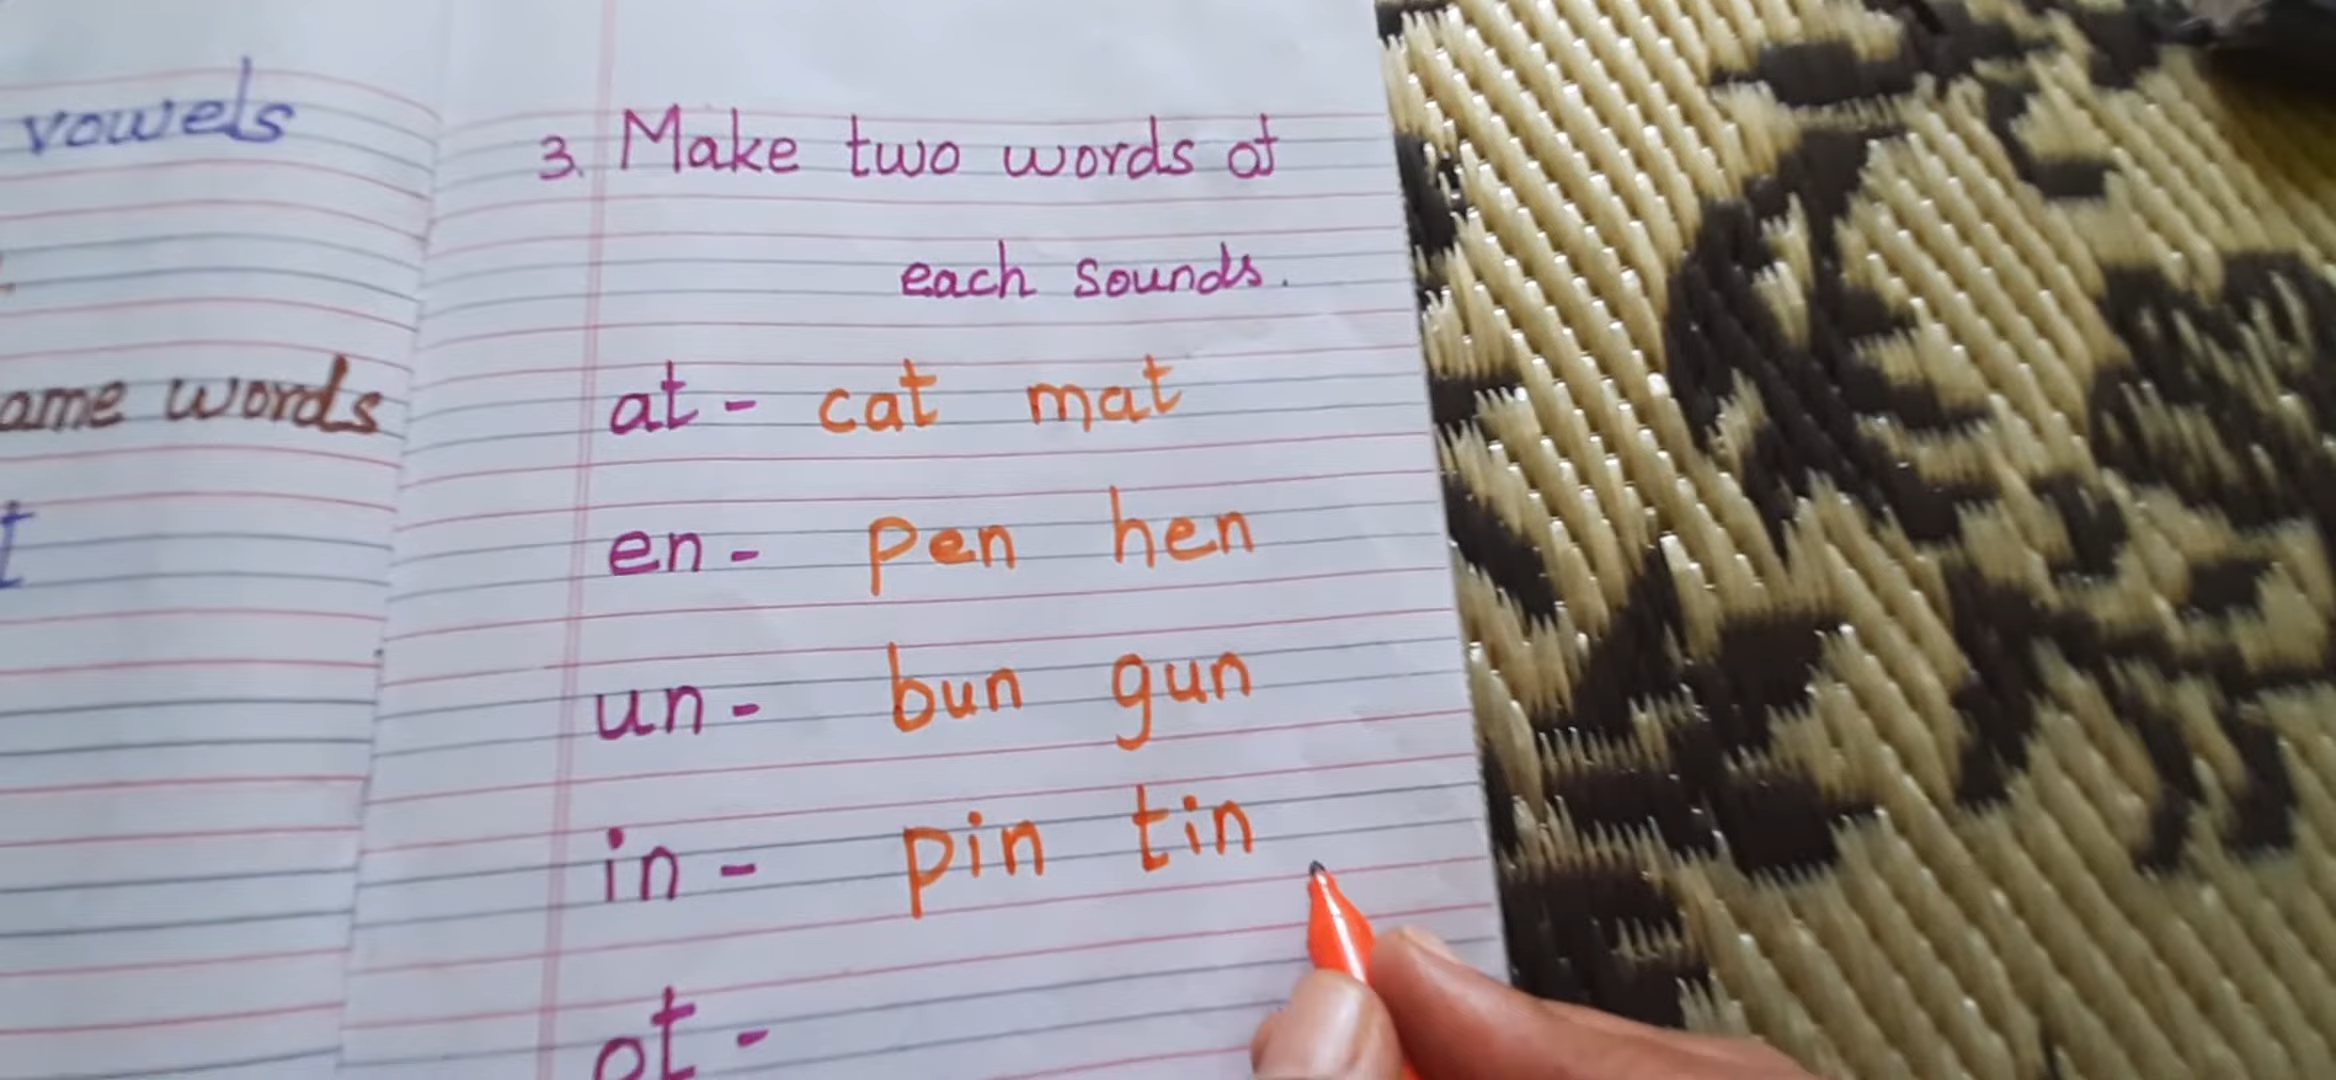 vowels
ame words
t
3. Make two words of
each sounds.
at - cat mat
en - pen hen
un - bun gun
in - pin tin
ot -